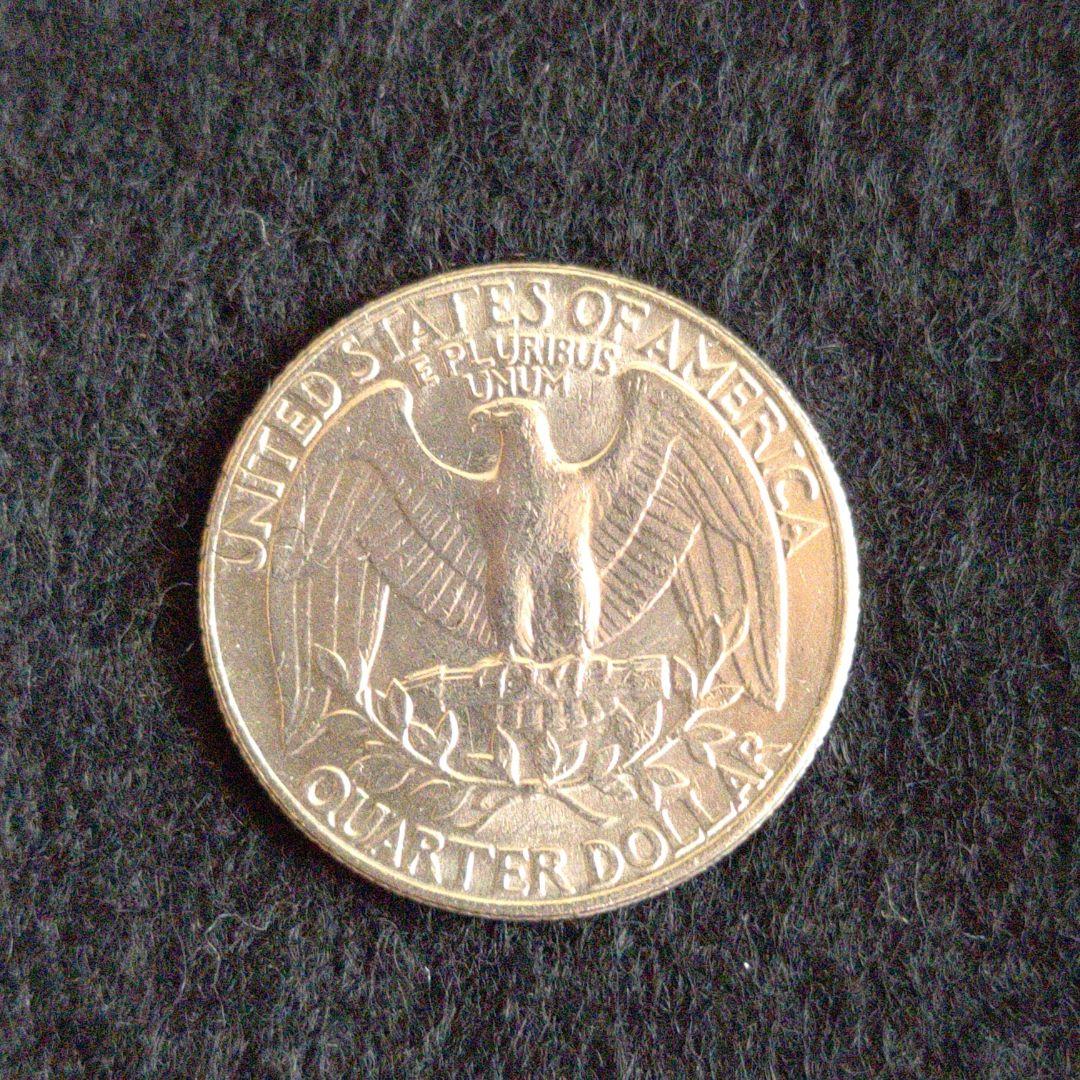 UNITED STATES OF AMERICA
E PLURIBUS
UNUM
QUARTER DOLLAR